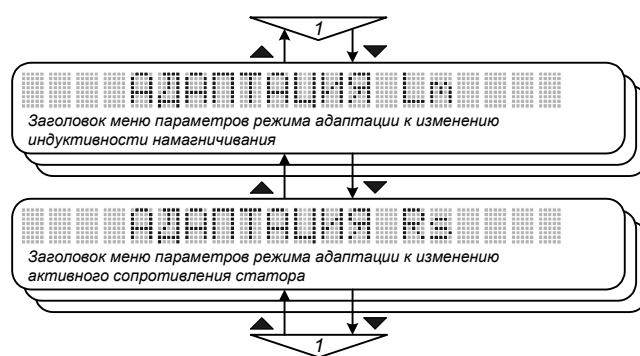 1
АДАПТАЦИЯ Lm
Заголовок меню параметров режима адаптации к изменению
индуктивности намагничивания
АДАПТАЦИЯ Rs
Заголовок меню параметров режима адаптации к изменению
активного сопротивления статора
1